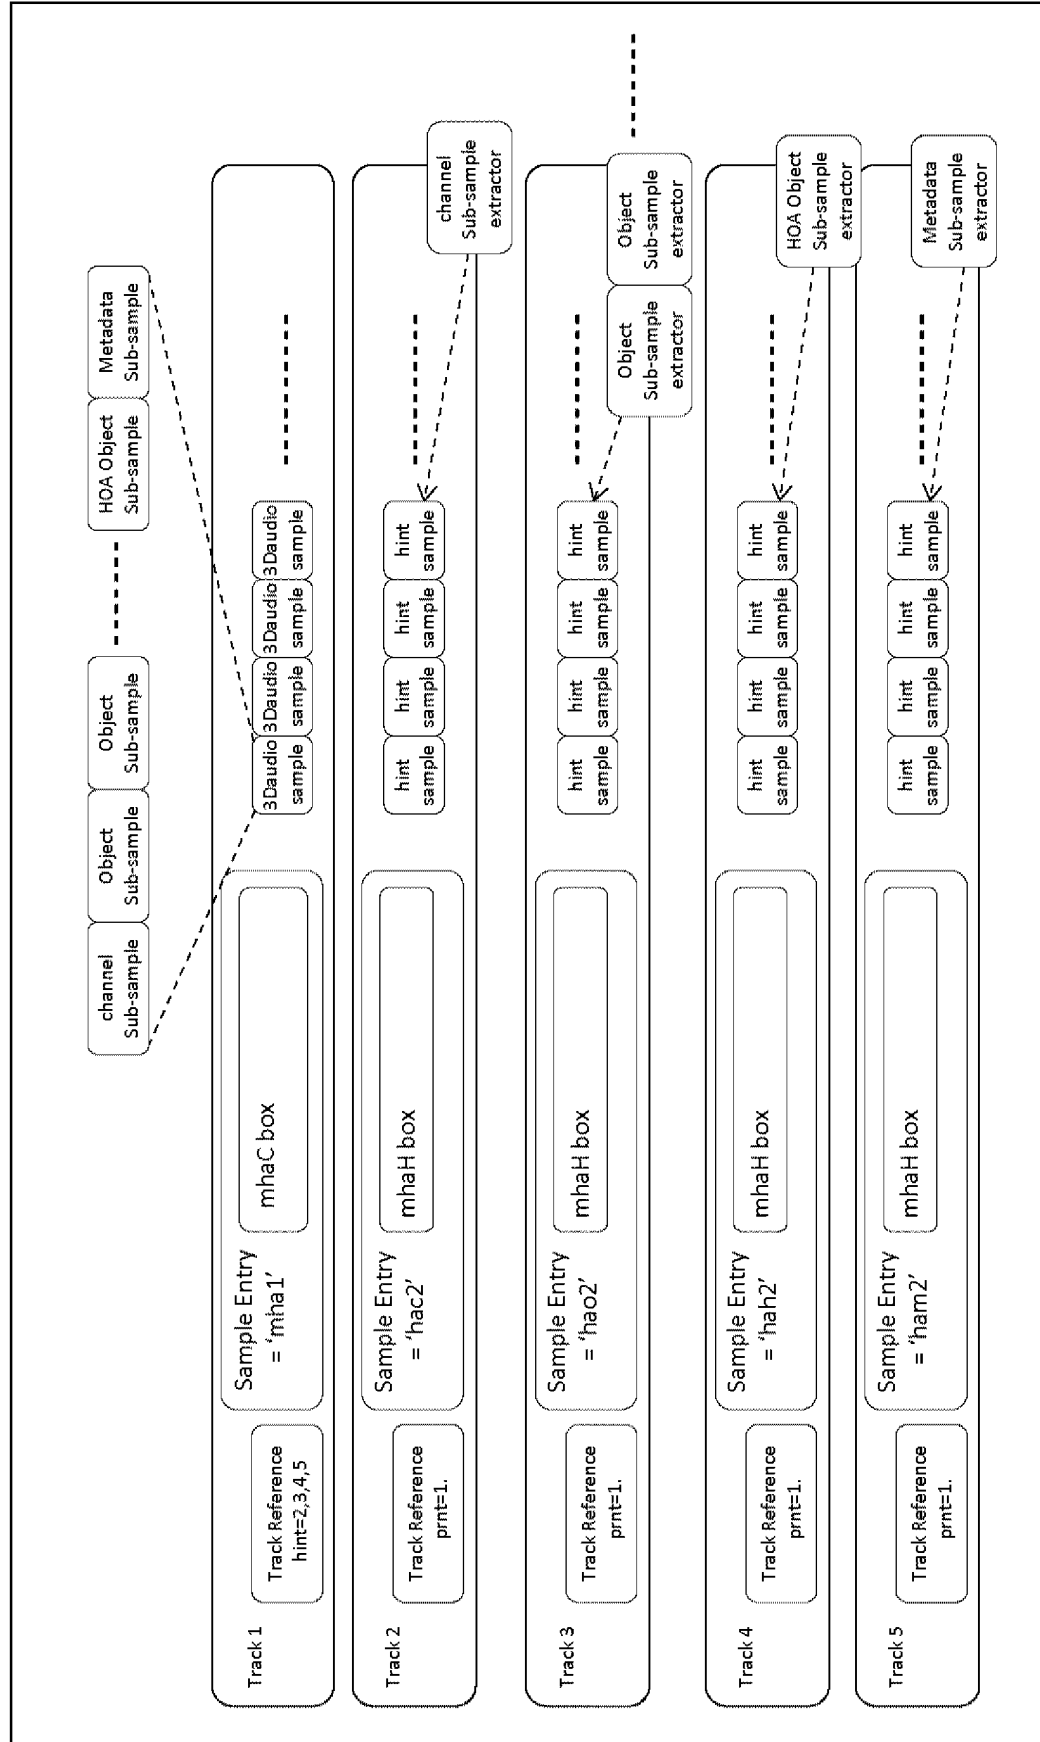 channel
Sub-sample
Object
Sub-sample
Object
Sub-sample
HOA Object
Sub-sample
Metadata
Sub-sample
Track 1
Track Reference
hint=2,3,4,5
Sample Entry
= ‘mha1’
mhaC box
3Daudio
sample
3Daudio
sample
3Daudio
sample
3Daudio
sample
Track 2
Track Reference
prnt=1.
Sample Entry
= ‘hac2’
mhaH box
hint
sample
hint
sample
hint
sample
hint
sample
channel
Sub-sample
extractor
Track 3
Track Reference
prnt=1.
Sample Entry
= ‘hao2’
mhaH box
hint
sample
hint
sample
hint
sample
hint
sample
Object
Sub-sample
extractor
Object
Sub-sample
extractor
Track 4
Track Reference
prnt=1.
Sample Entry
= ‘hah2’
mhaH box
hint
sample
hint
sample
hint
sample
hint
sample
HOA Object
Sub-sample
extractor
Track 5
Track Reference
prnt=1.
Sample Entry
= ‘ham2’
mhaH box
hint
sample
hint
sample
hint
sample
hint
sample
Metadata
Sub-sample
extractor